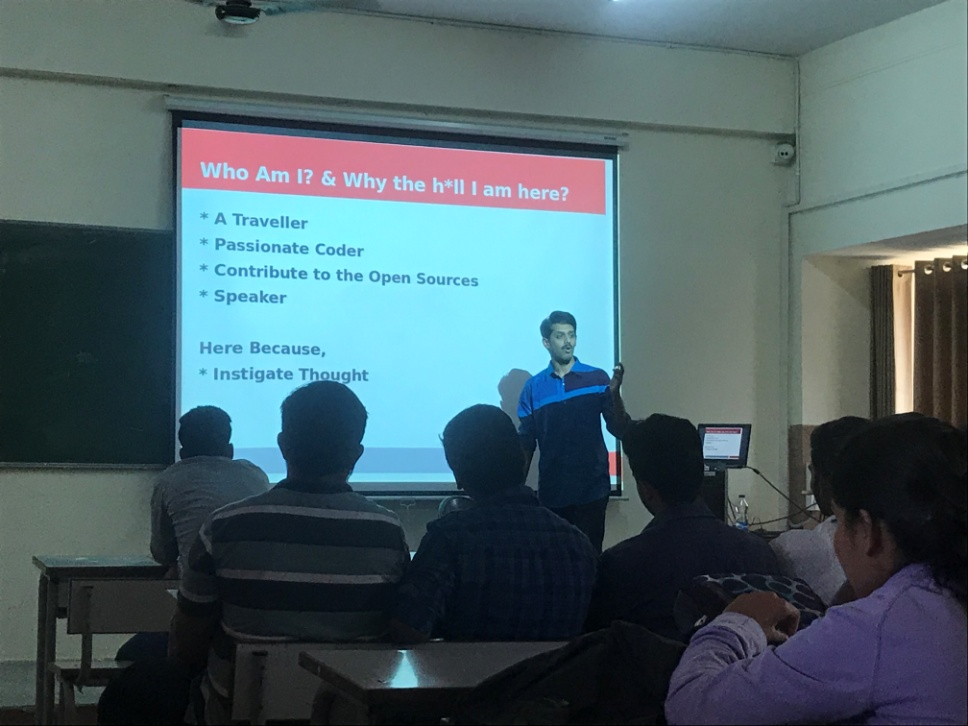 Who Am I? & Why the h*ll I am here?
* A Traveller
* Passionate Coder
* Contribute to the Open Sources
* Speaker
Here Because,
* Instigate Thought